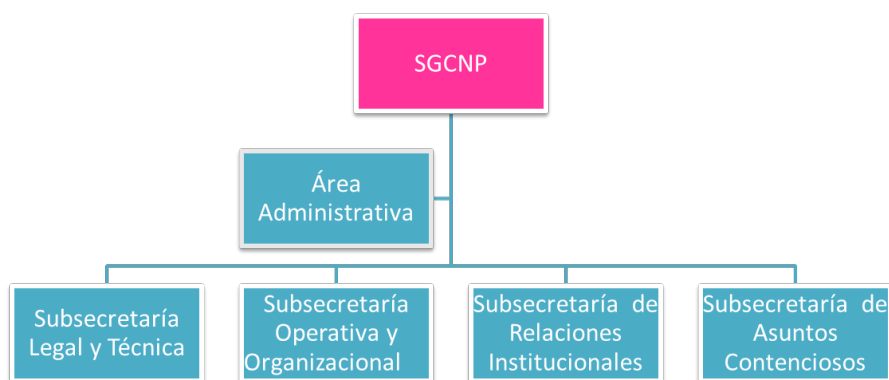 SGCNP
Área
Administrativa
Subsecretaría
Legal y Técnica
Subsecretaría
Operativa y
Organizacional
Subsecretaría de
Relaciones
Institucionales
Subsecretaría de
Asuntos
Contenciosos